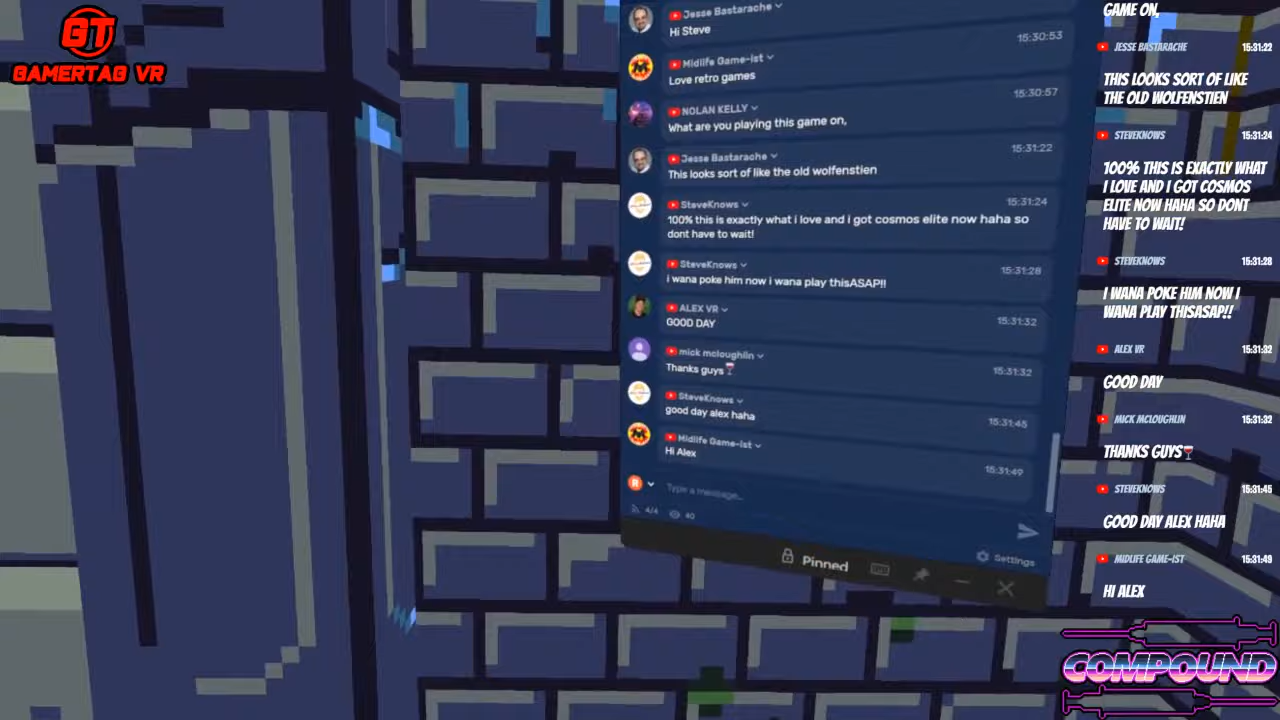 GT
GAMERTAG VR
Jesse Bastarache
Hi Steve
15:30:53
Midlife Game-ist
Love retro games
15:30:57
NOLAN KELLY
What are you playing this game on,
15:31:22
Jesse Bastarache
This looks sort of like the old wolfenstien
15:31:24
SteveKnows
100% this is exactly what i love and i got cosmos elite now haha so
dont have to wait!
15:31:28
SteveKnows
i wana poke him now i wana play thisASAP!!
15:31:32
ALEX VR
GOOD DAY
15:31:32
mick mcloughlin
Thanks guys🍷
15:31:45
SteveKnows
good day alex haha
15:31:49
Midlife Game-ist
Hi Alex
R
Type a message...
4/4 40
Settings
Pinned
GAME ON,
JESSE BASTARACHE 15:31:22
THIS LOOKS SORT OF LIKE
THE OLD WOLFENSTIEN
STEVEKNOWS 15:31:24
100% THIS IS EXACTLY WHAT
I LOVE AND I GOT COSMOS
ELITE NOW HAHA SO DONT
HAVE TO WAIT!
STEVEKNOWS 15:31:28
I WANA POKE HIM NOW I
WANA PLAY THISASAP!!
ALEX VR 15:31:32
GOOD DAY
MICK MCLOUGHLIN 15:31:32
THANKS GUYS🍷
STEVEKNOWS 15:31:45
GOOD DAY ALEX HAHA
MIDLIFE GAME-IST 15:31:49
HI ALEX
COMPOUND